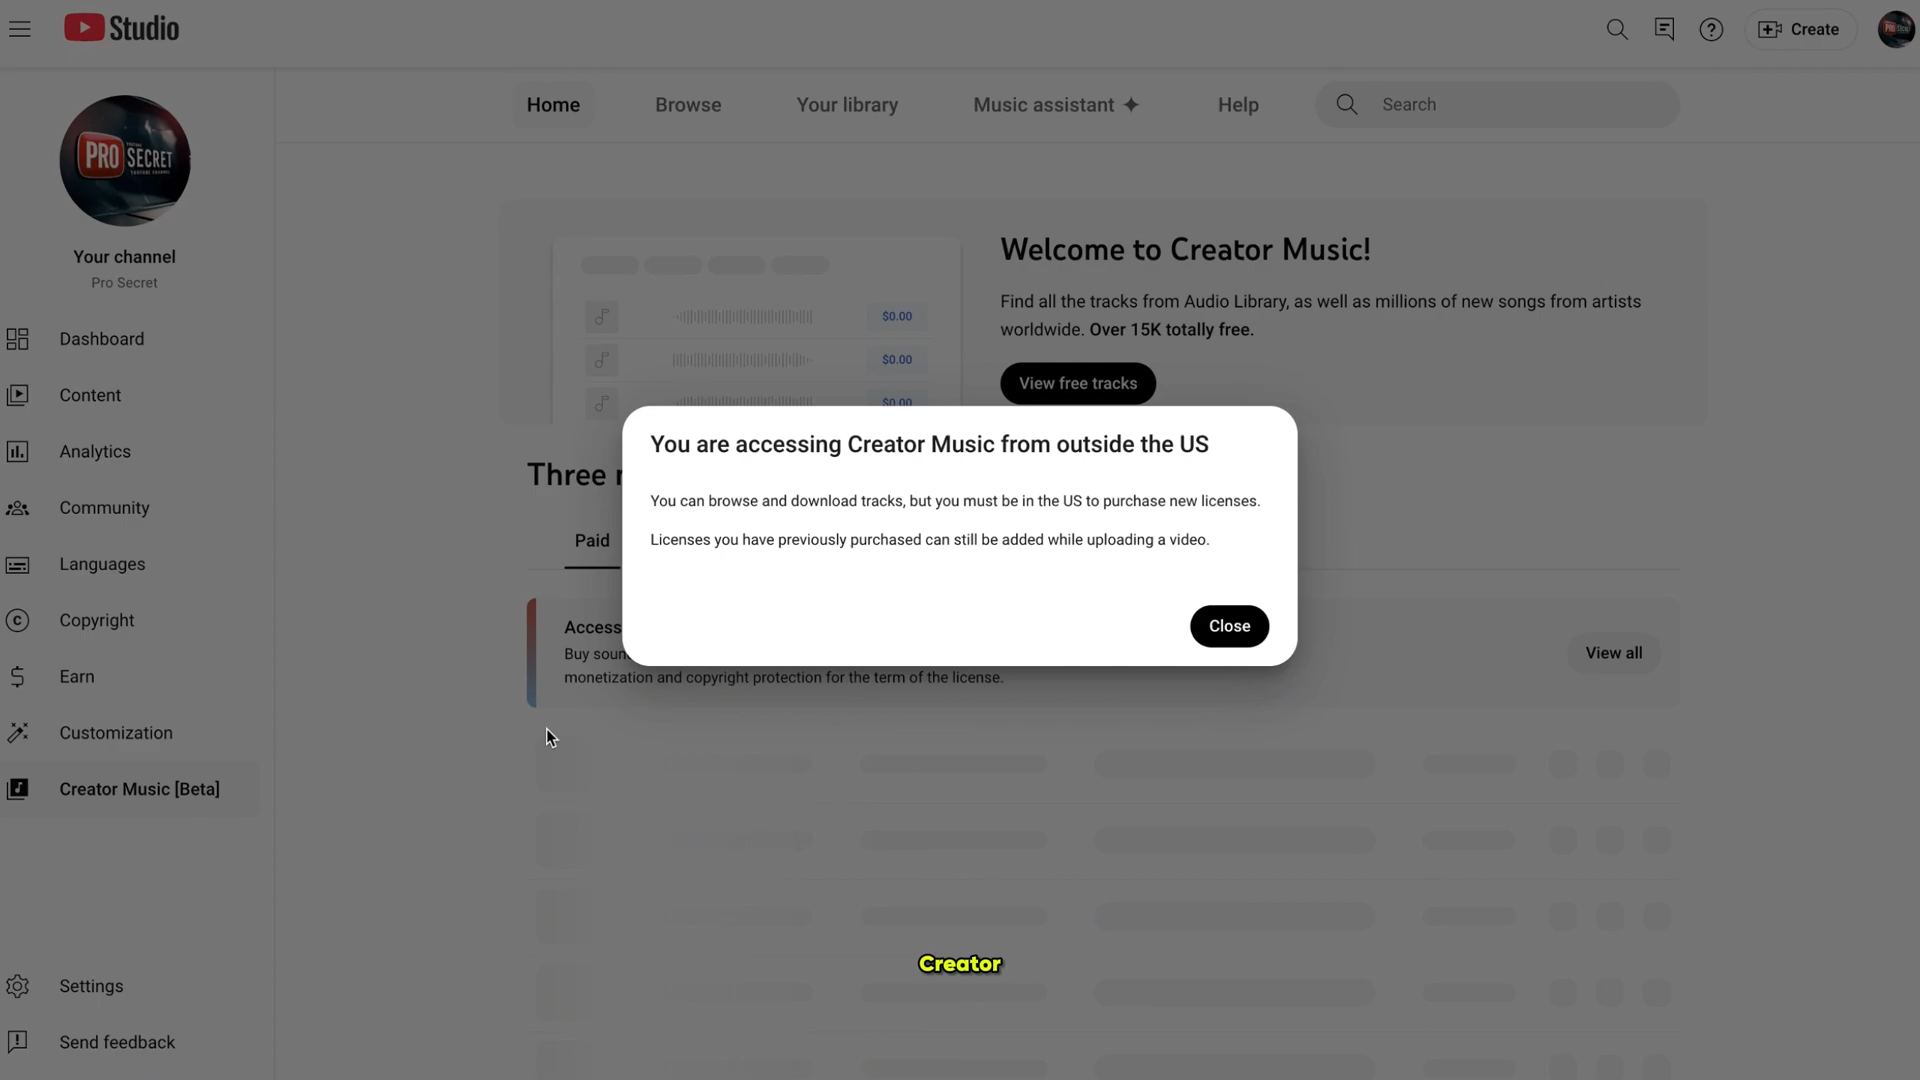 Studio
Create
PRO SECRET
Your channel
Pro Secret
Dashboard
Content
Analytics
Community
Languages
Copyright
Earn
Customization
Creator Music [Beta]
Settings
Send feedback
Home
Browse
Your library
Music assistant
Help
Search
$0.00
$0.00
$0.00
Welcome to Creator Music!
Find all the tracks from Audio Library, as well as millions of new songs from artists
worldwide. Over 15K totally free.
View free tracks
Three
You are accessing Creator Music from outside the US
You can browse and download tracks, but you must be in the US to purchase new licenses.
Licenses you have previously purchased can still be added while uploading a video.
Close
Paid
Access
Buy soun
monetization and copyright protection for the term of the license.
View all
Creator